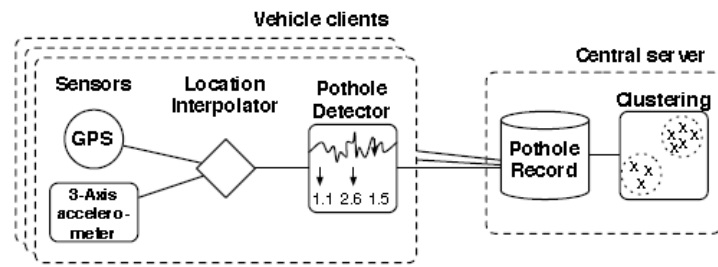 Vehicle clients
Central server
Sensors
Location
Interpolator
Pothole
Detector
Clustering
GPS
3-Axis
accelero-
meter
1.1 2.6 1.5
Pothole
Record
x x x x x
x x x